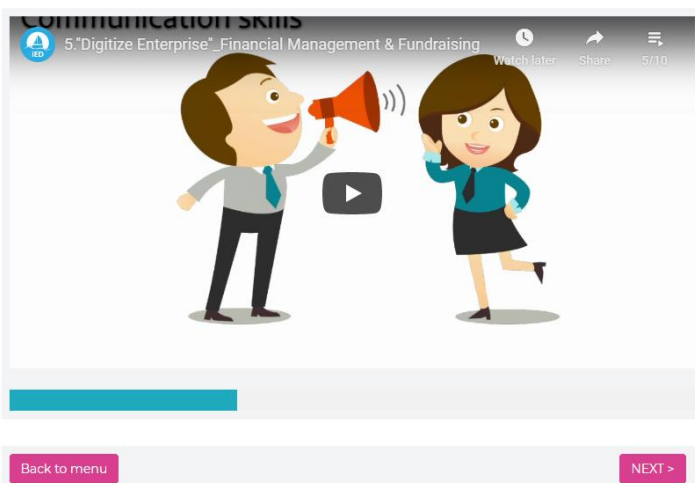 Communication skills
IED
5."Digitize Enterprise"_Financial Management & Fundraising
Watch later
Share
5/10
Back to menu
NEXT >